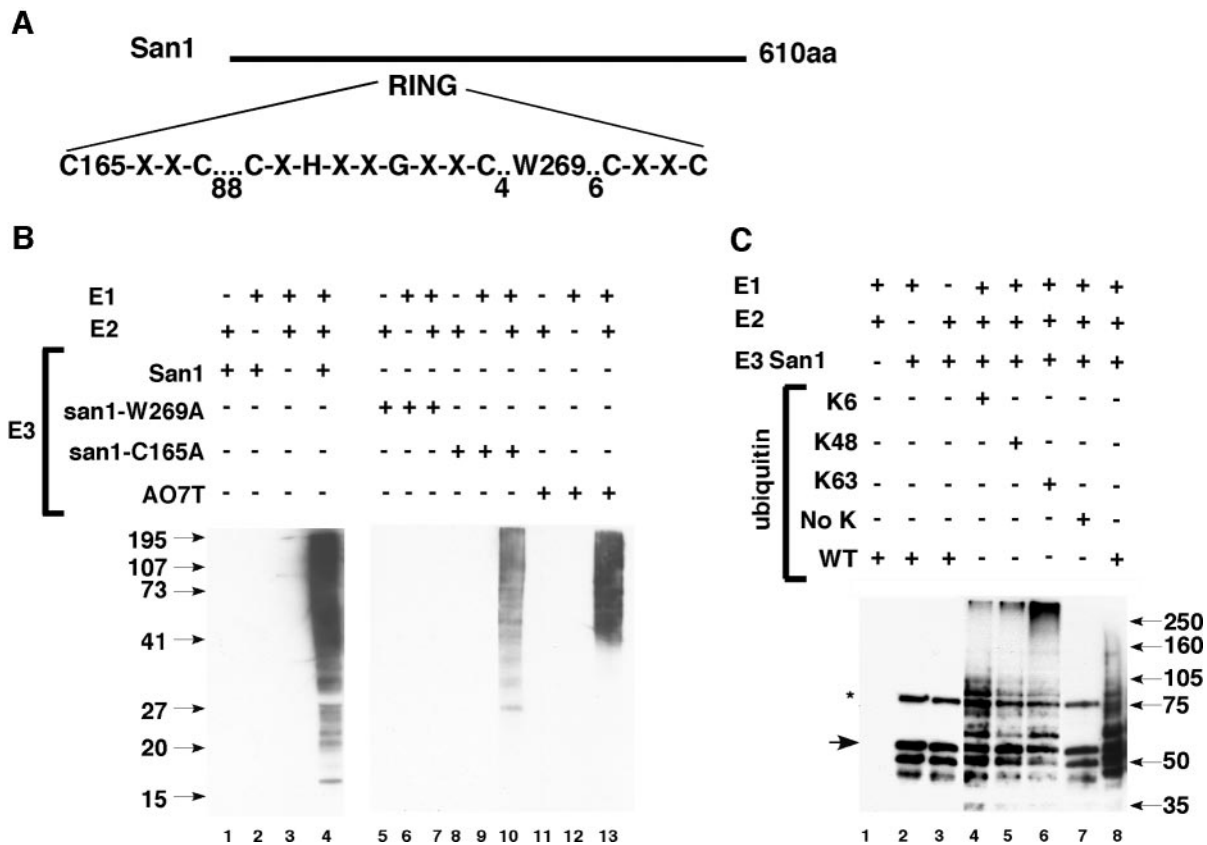 A
San1
610aa
RING
C165-X-X-C....C-X-H-X-X-G-X-X-C..W269..C-X-X-C
88 4 6
B
E1 - + + + - + + - + + - + +
E2 + - + + + - + + - + + - +
E3
San1 + + - + - - - - - - - - -
san1-W269A - - - - + + + - - - - - -
san1-C165A - - - - - - - + + + - - -
AO7T - - - - - - - - - - + + +
195
107
73
41
27
20
15
1 2 3 4 5 6 7 8 9 10 11 12 13
C
E1 + + - + + + + +
E2 + - + + + + + +
E3 San1 - + + + + + + +
ubiquitin
K6 - - - + - - - -
K48 - - - - + - - -
K63 - - - - - + - -
No K - - - - - - + -
WT + + + - - - - +
*
250
160
105
75
50
35
1 2 3 4 5 6 7 8